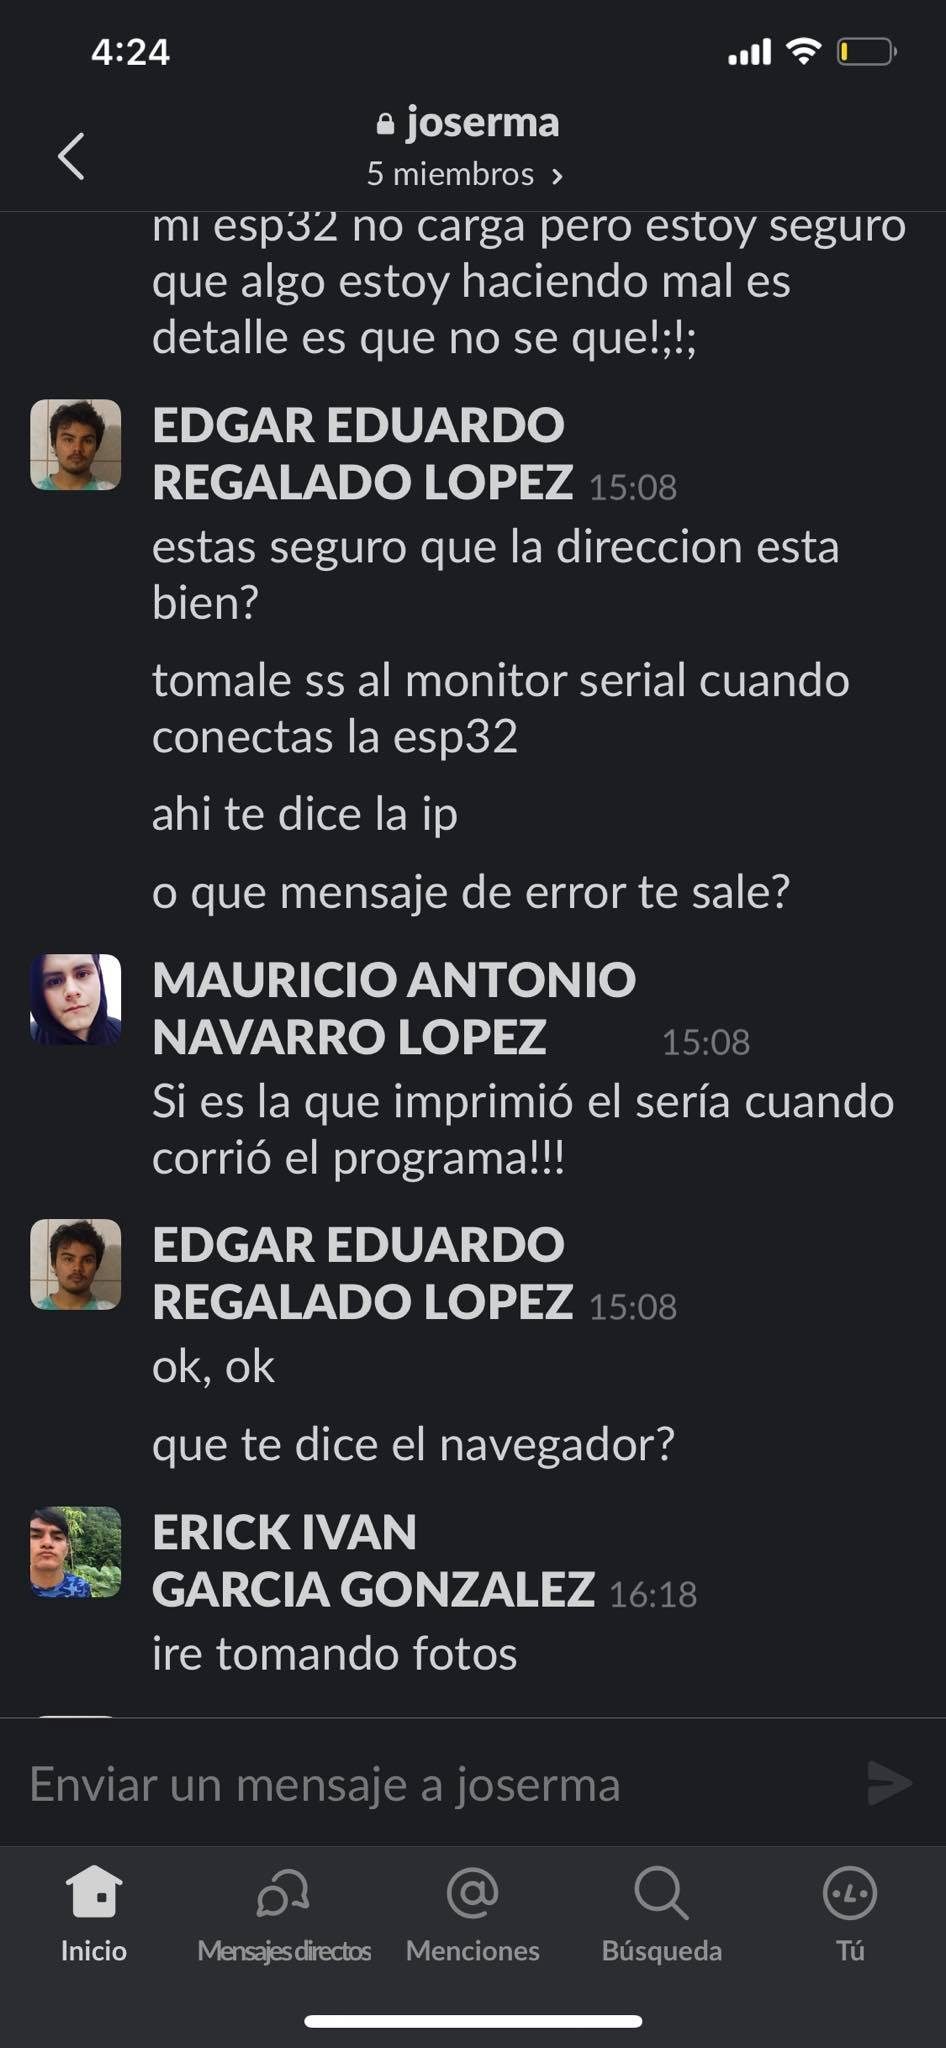 4:24
joserma
5 miembros >
mi esp32 no carga pero estoy seguro
que algo estoy haciendo mal es
detalle es que no se que!;!;
EDGAR EDUARDO
REGALADO LOPEZ 15:08
estas seguro que la direccion esta
bien?
tomale ss al monitor serial cuando
conectas la esp32
ahi te dice la ip
o que mensaje de error te sale?
MAURICIO ANTONIO
NAVARRO LOPEZ 15:08
Si es la que imprimió el sería cuando
corrió el programa!!!
EDGAR EDUARDO
REGALADO LOPEZ 15:08
ok, ok
que te dice el navegador?
ERICK IVAN
GARCIA GONZALEZ 16:18
ire tomando fotos
Enviar un mensaje a joserma
Inicio Mensajes directos Menciones Búsqueda Tú